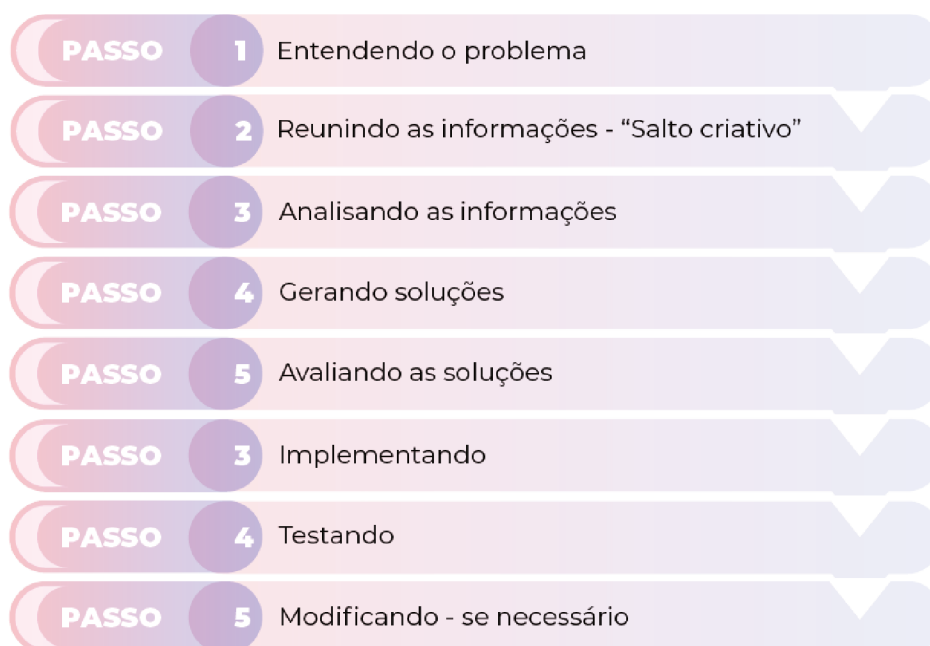 PASSO 1 Entendendo o problema
PASSO 2 Reunindo as informações - “Salto criativo”
PASSO 3 Analisando as informações
PASSO 4 Gerando soluções
PASSO 5 Avaliando as soluções
PASSO 3 Implementando
PASSO 4 Testando
PASSO 5 Modificando - se necessário